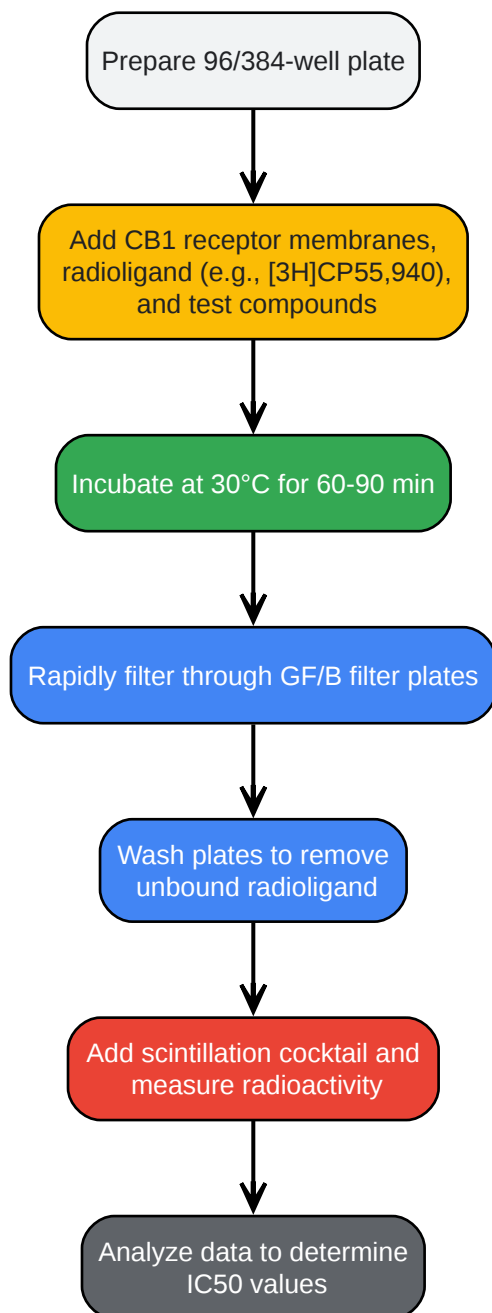 Prepare 96/384-well plate
Add CB1 receptor membranes,
radioligand (e.g., [3H]CP55,940),
and test compounds
Incubate at 30°C for 60-90 min
Rapidly filter through GF/B filter plates
Wash plates to remove
unbound radioligand
Add scintillation cocktail and
measure radioactivity
Analyze data to determine
IC50 values